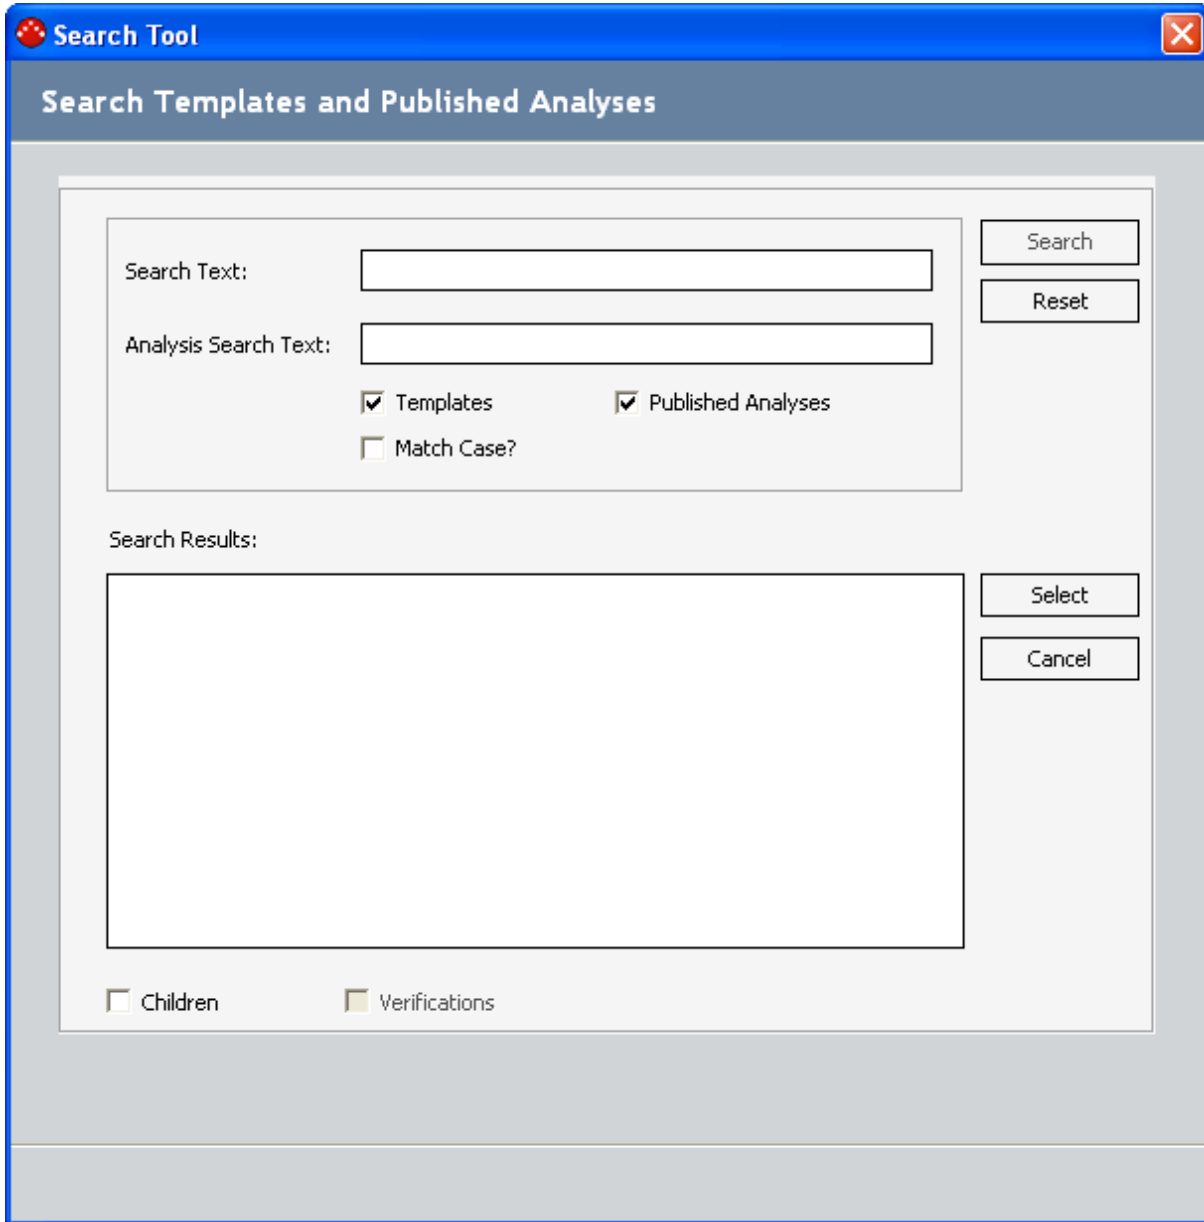 Search Tool
Search Templates and Published Analyses
Search Text:
Search
Reset
Analysis Search Text:
Templates
Published Analyses
Match Case?
Search Results:
Select
Cancel
Children
Verifications